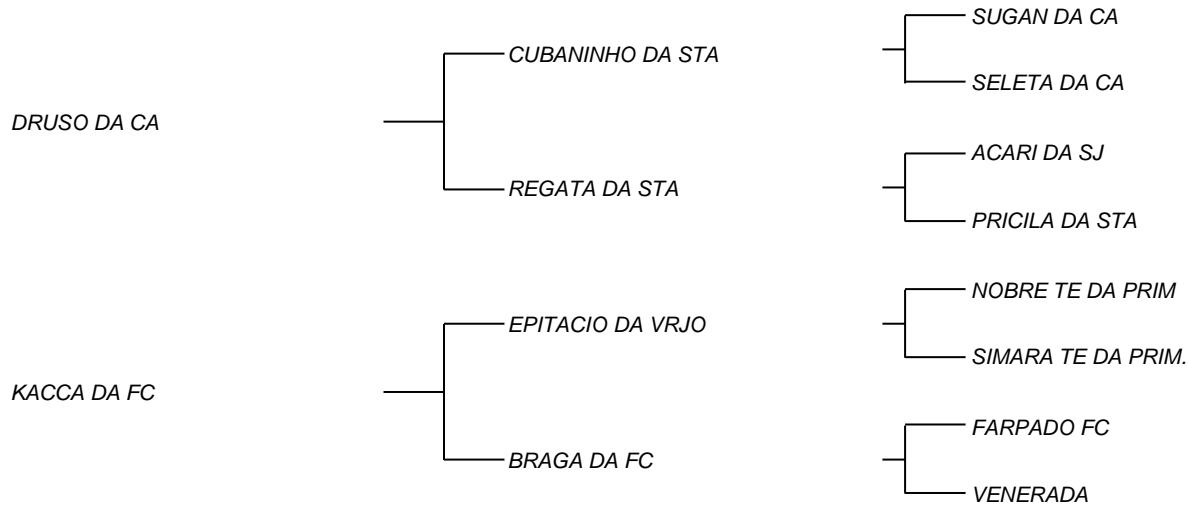 SUGAN DA CA
CUBANINHO DA STA
SELETA DA CA
DRUSO DA CA
ACARI DA SJ
REGATA DA STA
PRICILA DA STA
NOBRE TE DA PRIM
EPITACIO DA VRJO
SIMARA TE DA PRIM.
KACCA DA FC
FARPADO FC
BRAGA DA FC
VENERADA